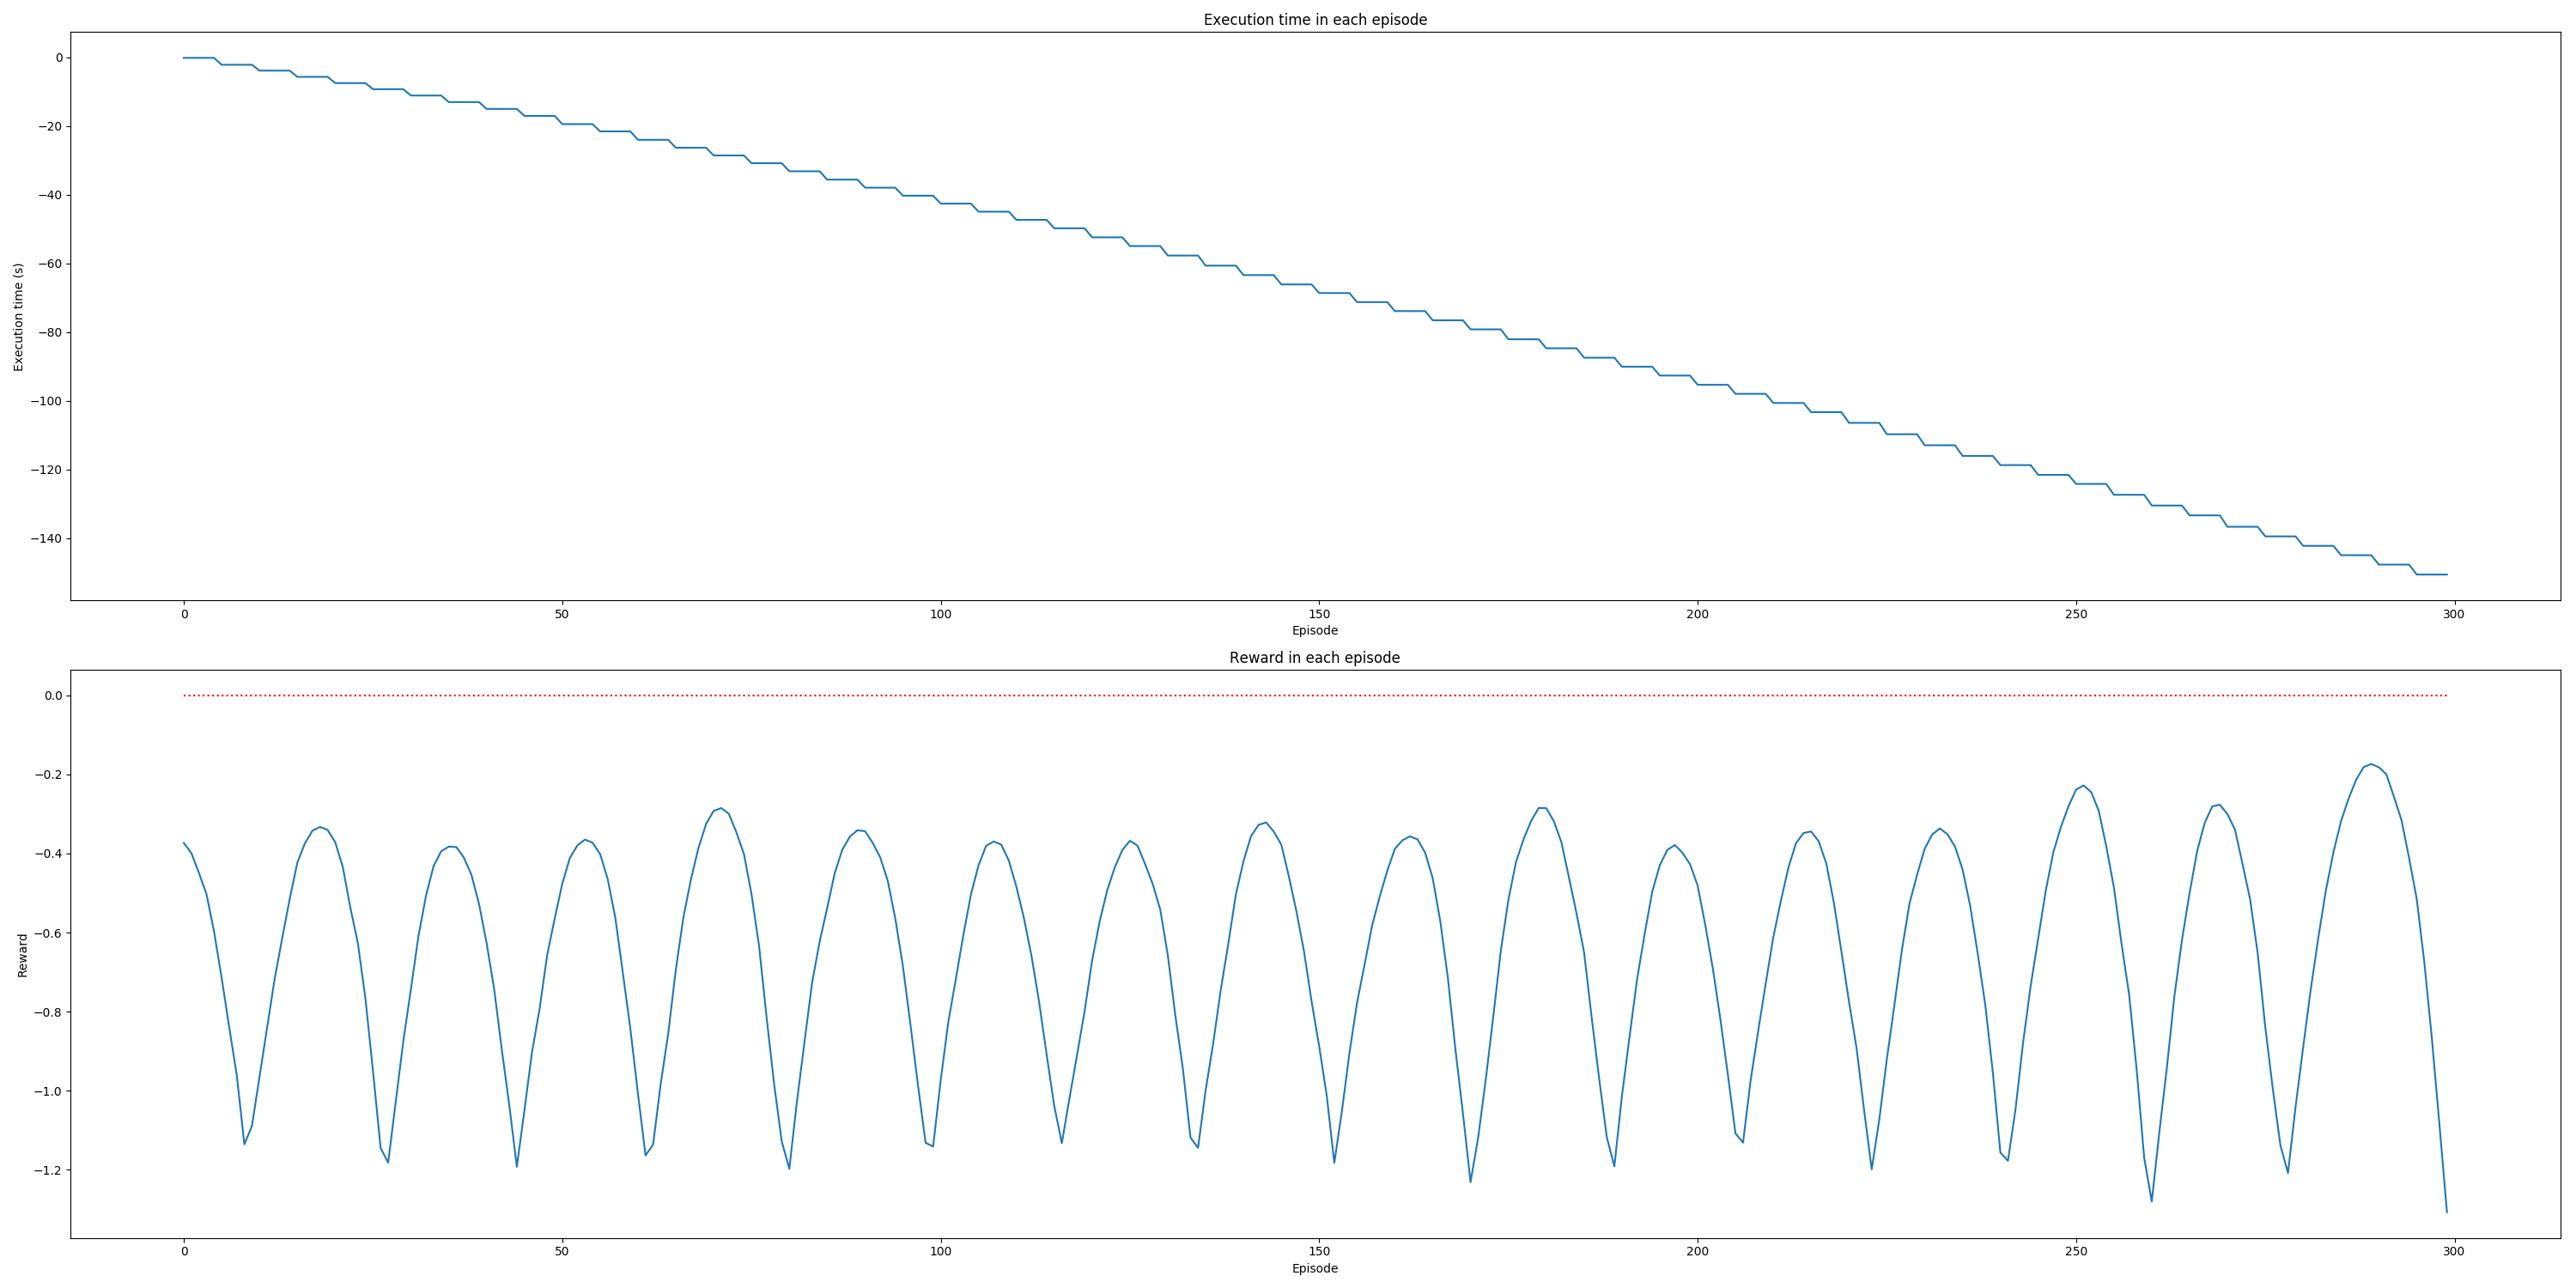 Execution time in each episode
0
−20
−40
−60
−80
−100
−120
−140
Execution time (s)
0 50 100 150 200 250 300
Episode
Reward in each episode
0.0
−0.2
−0.4
−0.6
−0.8
−1.0
−1.2
Reward
0 50 100 150 200 250 300
Episode